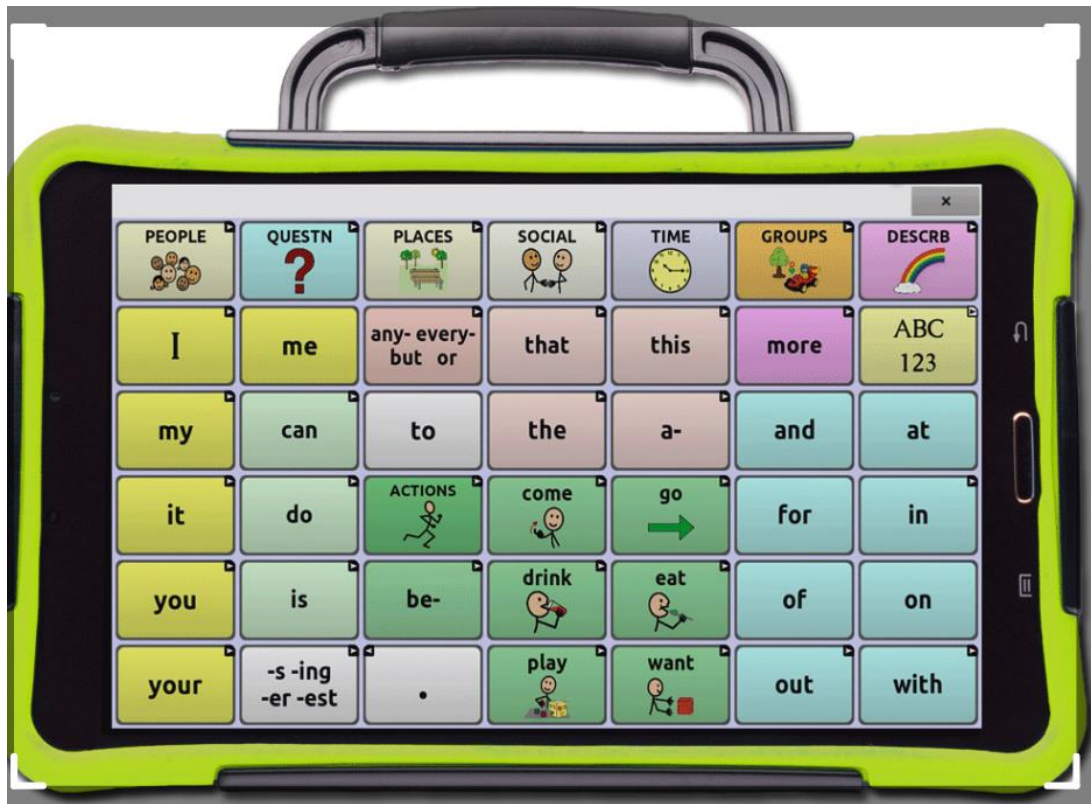 ×
PEOPLE QUESTN PLACES SOCIAL TIME GROUPS DESCRB
I me any- every-
but or that this more ABC
123
my can to the a- and at
it do ACTIONS come go for in
you is be- drink eat of on
your -s -ing
-er -est . play want out with